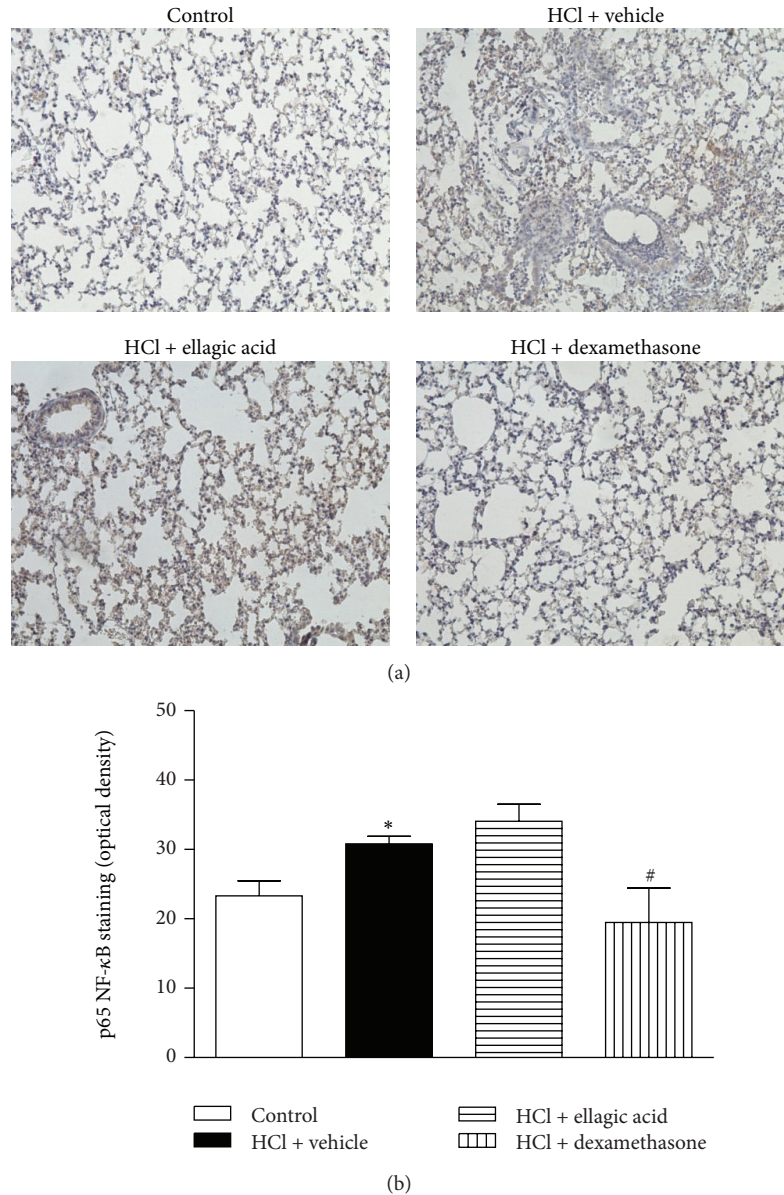 Control
HCl + vehicle
HCl + ellagic acid
HCl + dexamethasone
(a)
p65 NF-κB staining (optical density)
50
40
30
20
10
0
*
#
Control
HCl + vehicle
HCl + ellagic acid
HCl + dexamethasone
(b)